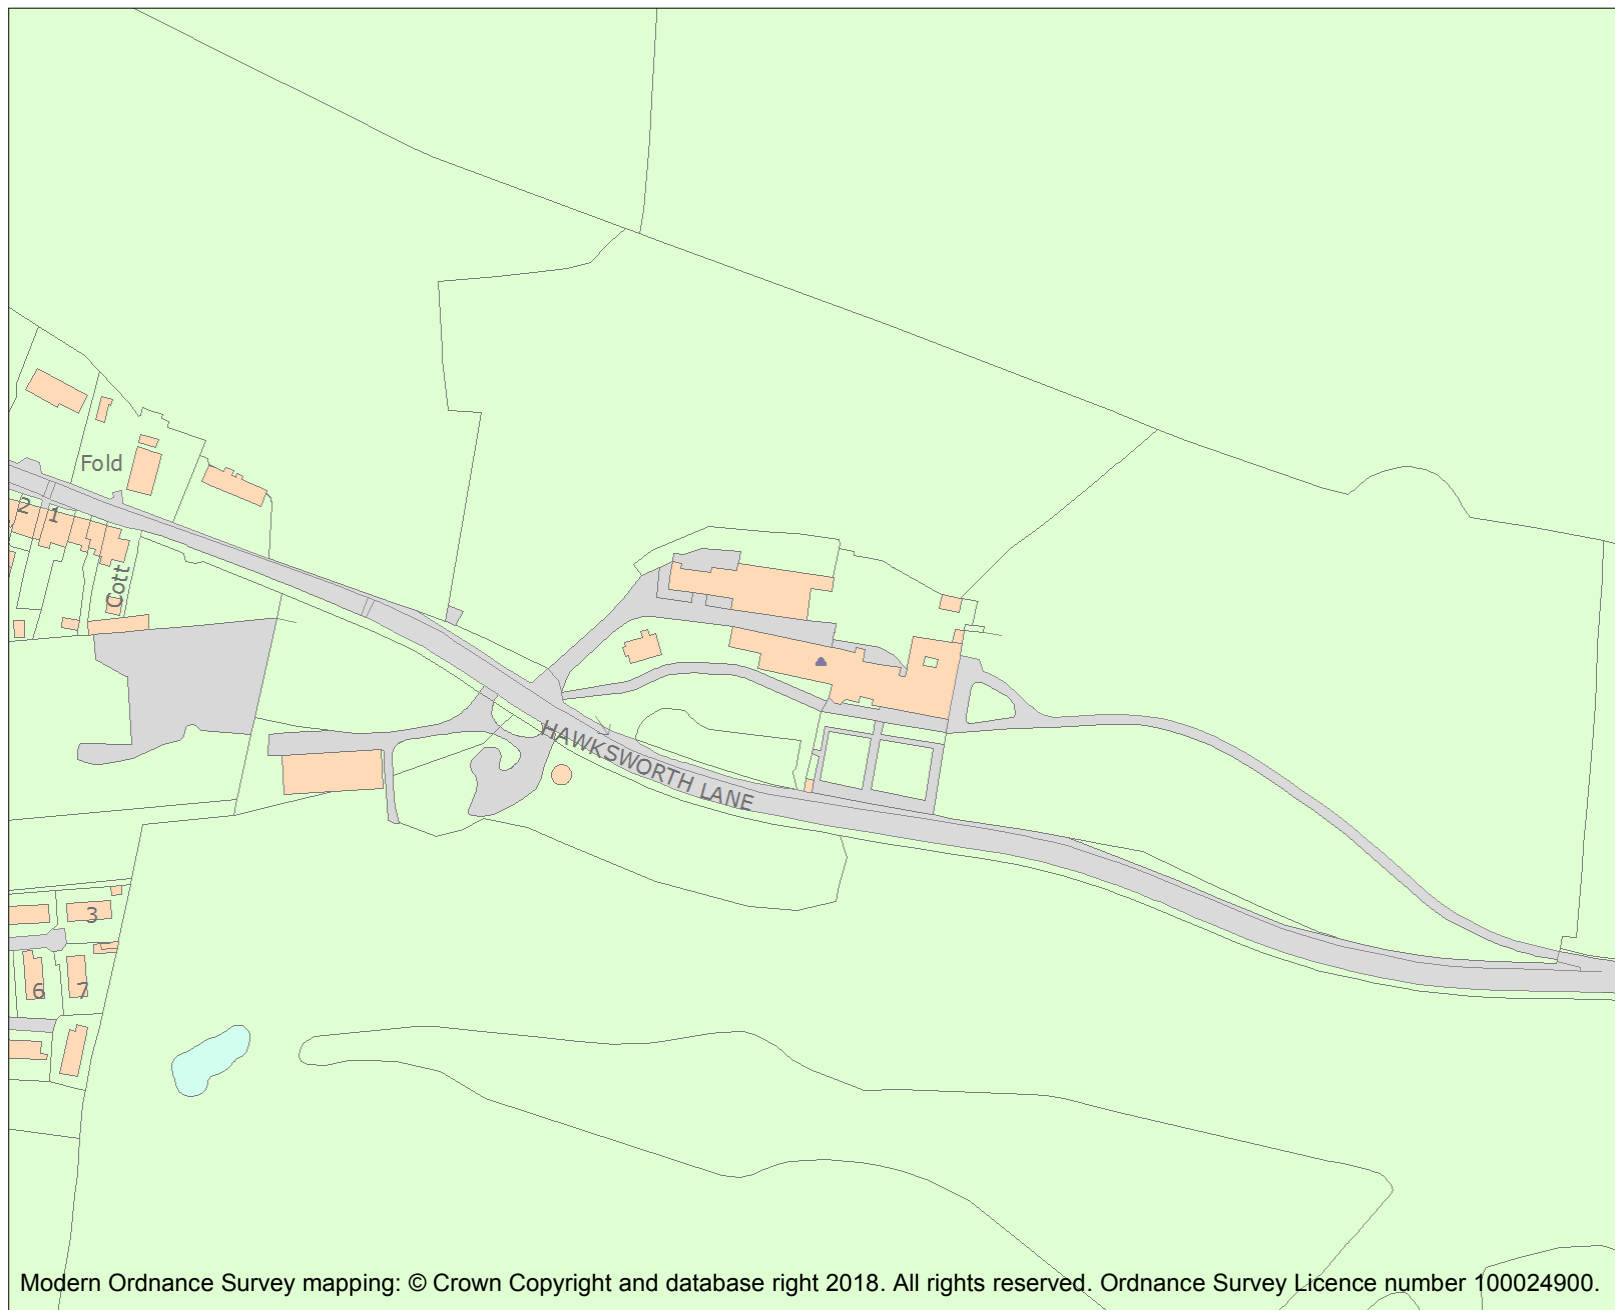 Fold
2
1
Cott
HAWKSWORTH LANE
3
6
7
Modern Ordnance Survey mapping: © Crown Copyright and database right 2018. All rights reserved. Ordnance Survey Licence number 100024900.